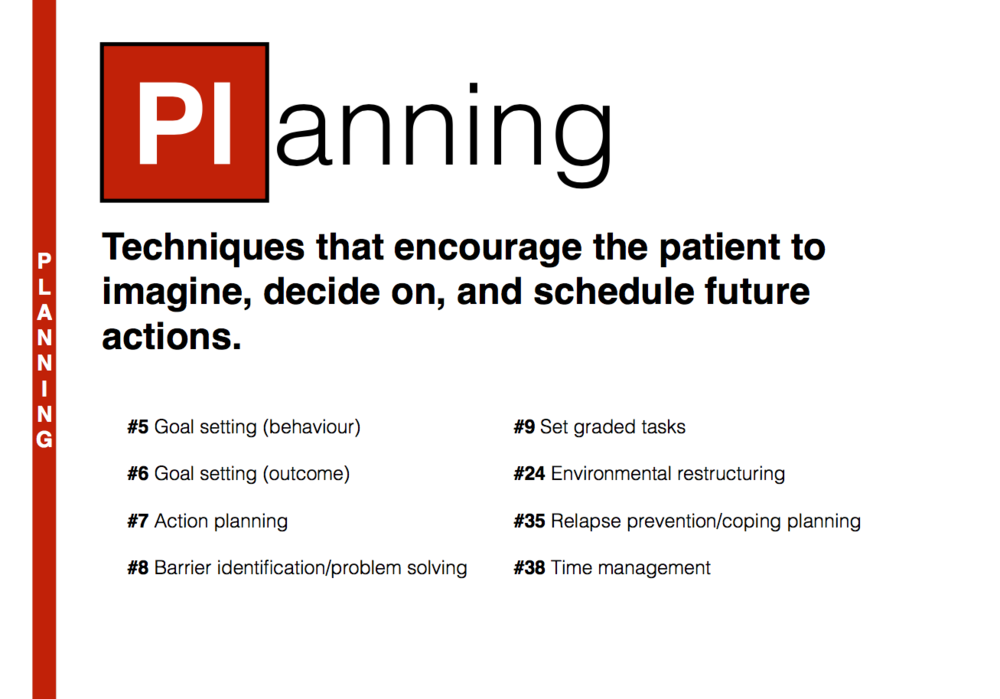 PLANNING
Planning
Techniques that encourage the patient to
imagine, decide on, and schedule future
actions.
#5 Goal setting (behaviour)
#6 Goal setting (outcome)
#7 Action planning
#8 Barrier identification/problem solving
#9 Set graded tasks
#24 Environmental restructuring
#35 Relapse prevention/coping planning
#38 Time management